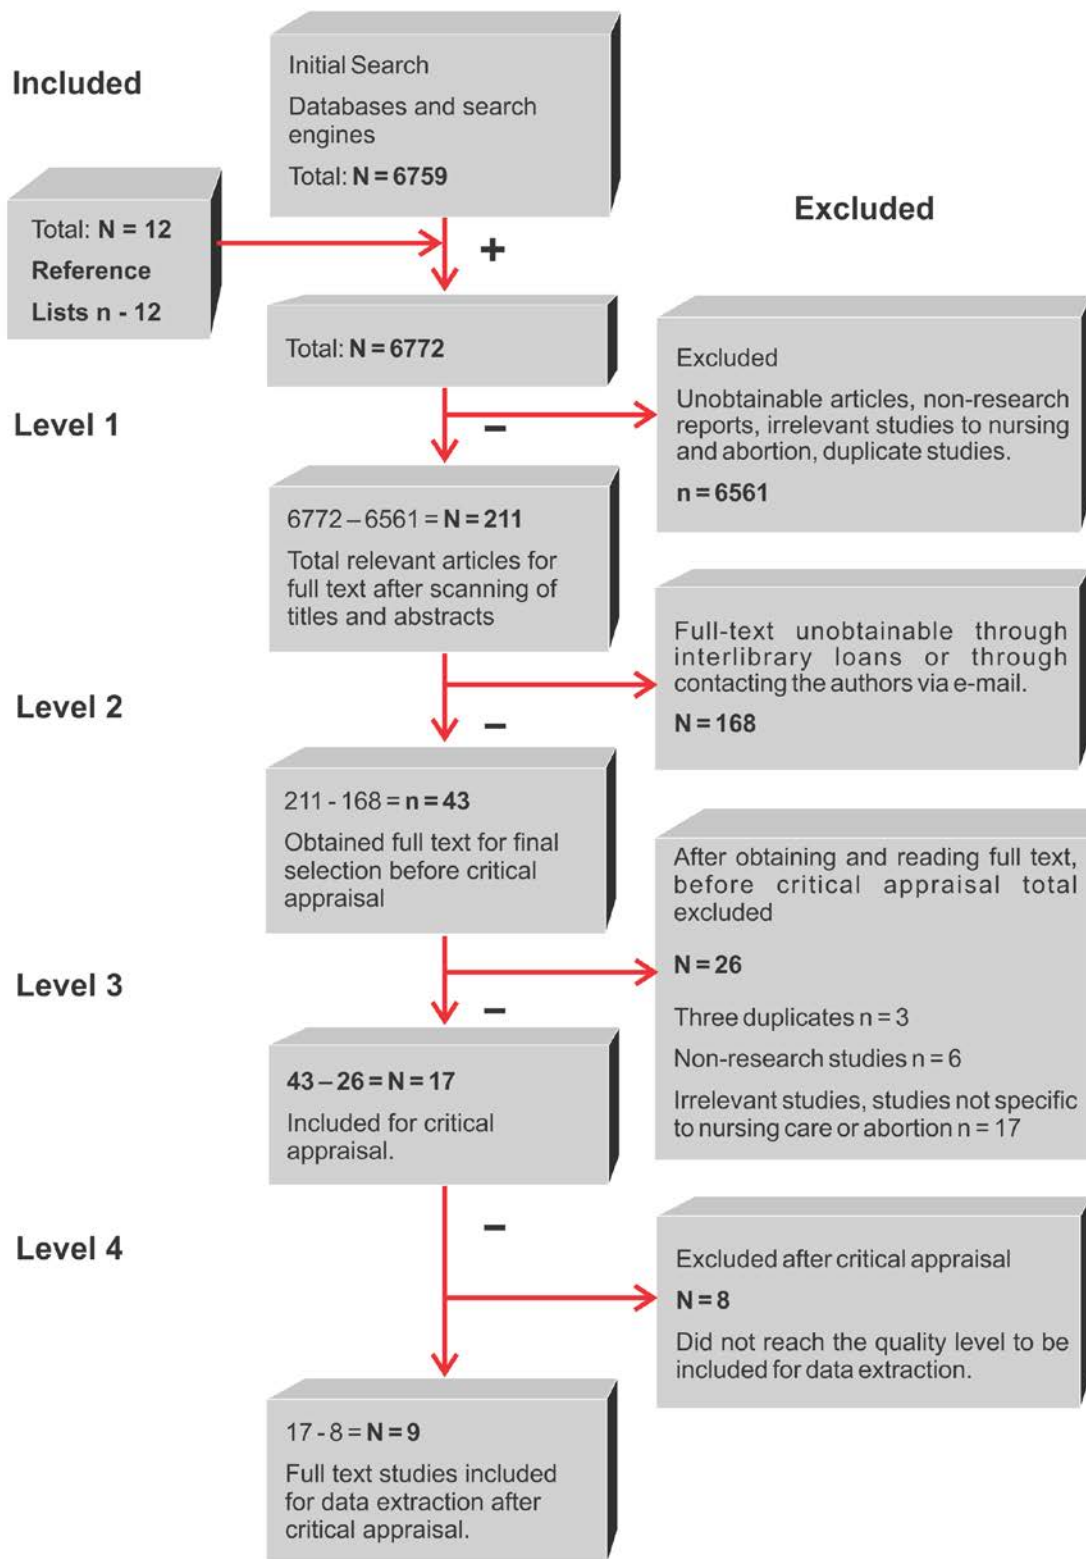 Included
Initial Search
Databases and search
engines
Total: N = 6759
Total: N = 12
Reference
Lists n - 12
Excluded
+
Total: N = 6772
Level 1
–
Excluded
Unobtainable articles, non-research
reports, irrelevant studies to nursing
and abortion, duplicate studies.
n = 6561
6772 – 6561 = N = 211
Total relevant articles for
full text after scanning of
titles and abstracts
Level 2
–
Full-text unobtainable through
interlibrary loans or through
contacting the authors via e-mail.
N = 168
211 - 168 = n = 43
Obtained full text for final
selection before critical
appraisal
Level 3
–
After obtaining and reading full text,
before critical appraisal total
excluded
N = 26
Three duplicates n = 3
Non-research studies n = 6
Irrelevant studies, studies not specific
to nursing care or abortion n = 17
43 – 26 = N = 17
Included for critical
appraisal.
Level 4
–
Excluded after critical appraisal
N = 8
Did not reach the quality level to be
included for data extraction.
17 - 8 = N = 9
Full text studies included
for data extraction after
critical appraisal.